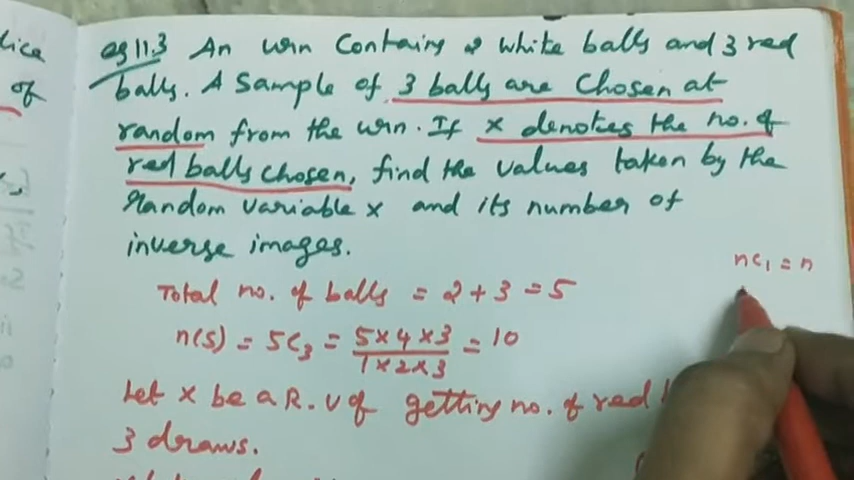 lice
of
eg 11.3 An urn Contains 2 white balls and 3 red
balls. A Sample of 3 balls are Chosen at
random from the urn. If x denotes the no. of
red balls chosen, find the values taken by the
Random variable x and its number of
inverse images.
nc₁ = n
Total no. of balls = 2 + 3 = 5
n(S) = 5C₃ = 5×4×3 / 1×2×3 = 10
Let x be a R.V of getting no. of red
3 draws.